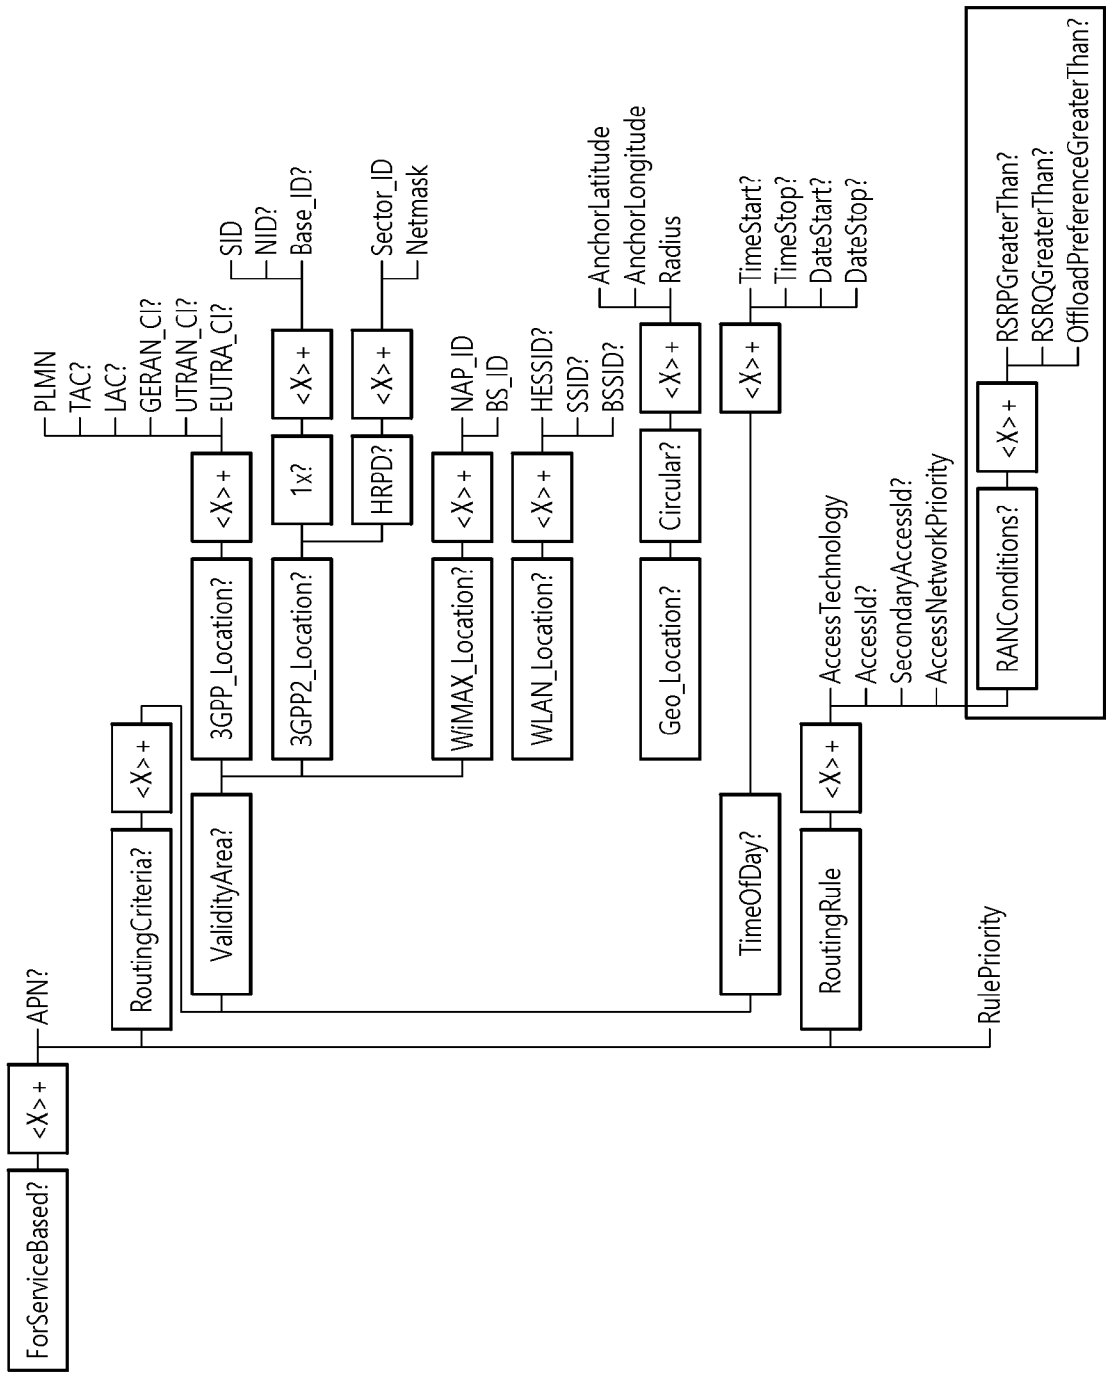 ForServiceBased?
<X>+
APN?
RoutingCriteria?
<X>+
ValidityArea?
3GPP_Location?
<X>+
PLMN
TAC?
LAC?
GERAN_CI?
UTRAN_CI?
EUTRA_CI?
3GPP2_Location?
1x?
<X>+
SID
NID?
Base_ID?
HRPD?
<X>+
Sector_ID
Netmask
WiMAX_Location?
<X>+
NAP_ID
BS_ID
WLAN_Location?
<X>+
HESSID?
SSID?
BSSID?
Geo_Location?
Circular?
<X>+
AnchorLatitude
AnchorLongitude
Radius
TimeOfDay?
<X>+
TimeStart?
TimeStop?
DateStart?
DateStop?
RoutingRule
<X>+
AccessTechnology
AccessId?
SecondaryAccessId?
AccessNetworkPriority
RANConditions?
<X>+
RSRPGreaterThan?
RSRQGreaterThan?
OffloadPreferenceGreaterThan?
RulePriority